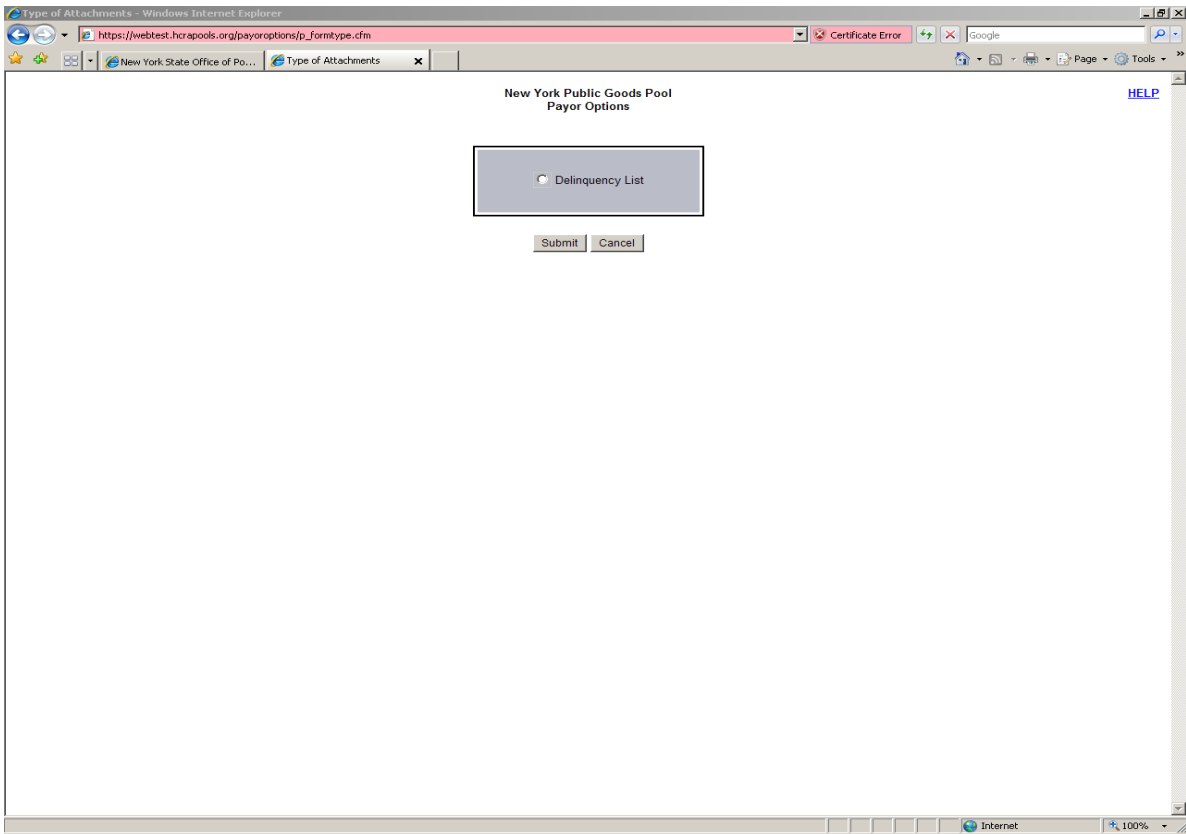 Type of Attachments - Windows Internet Explorer
https://webtest.hcrapools.org/payoroptions/p_formtype.cfm Certificate Error Google
New York State Office of Po... Type of Attachments Page Tools
New York Public Goods Pool HELP
Payor Options
Delinquency List
Submit Cancel
Internet 100%